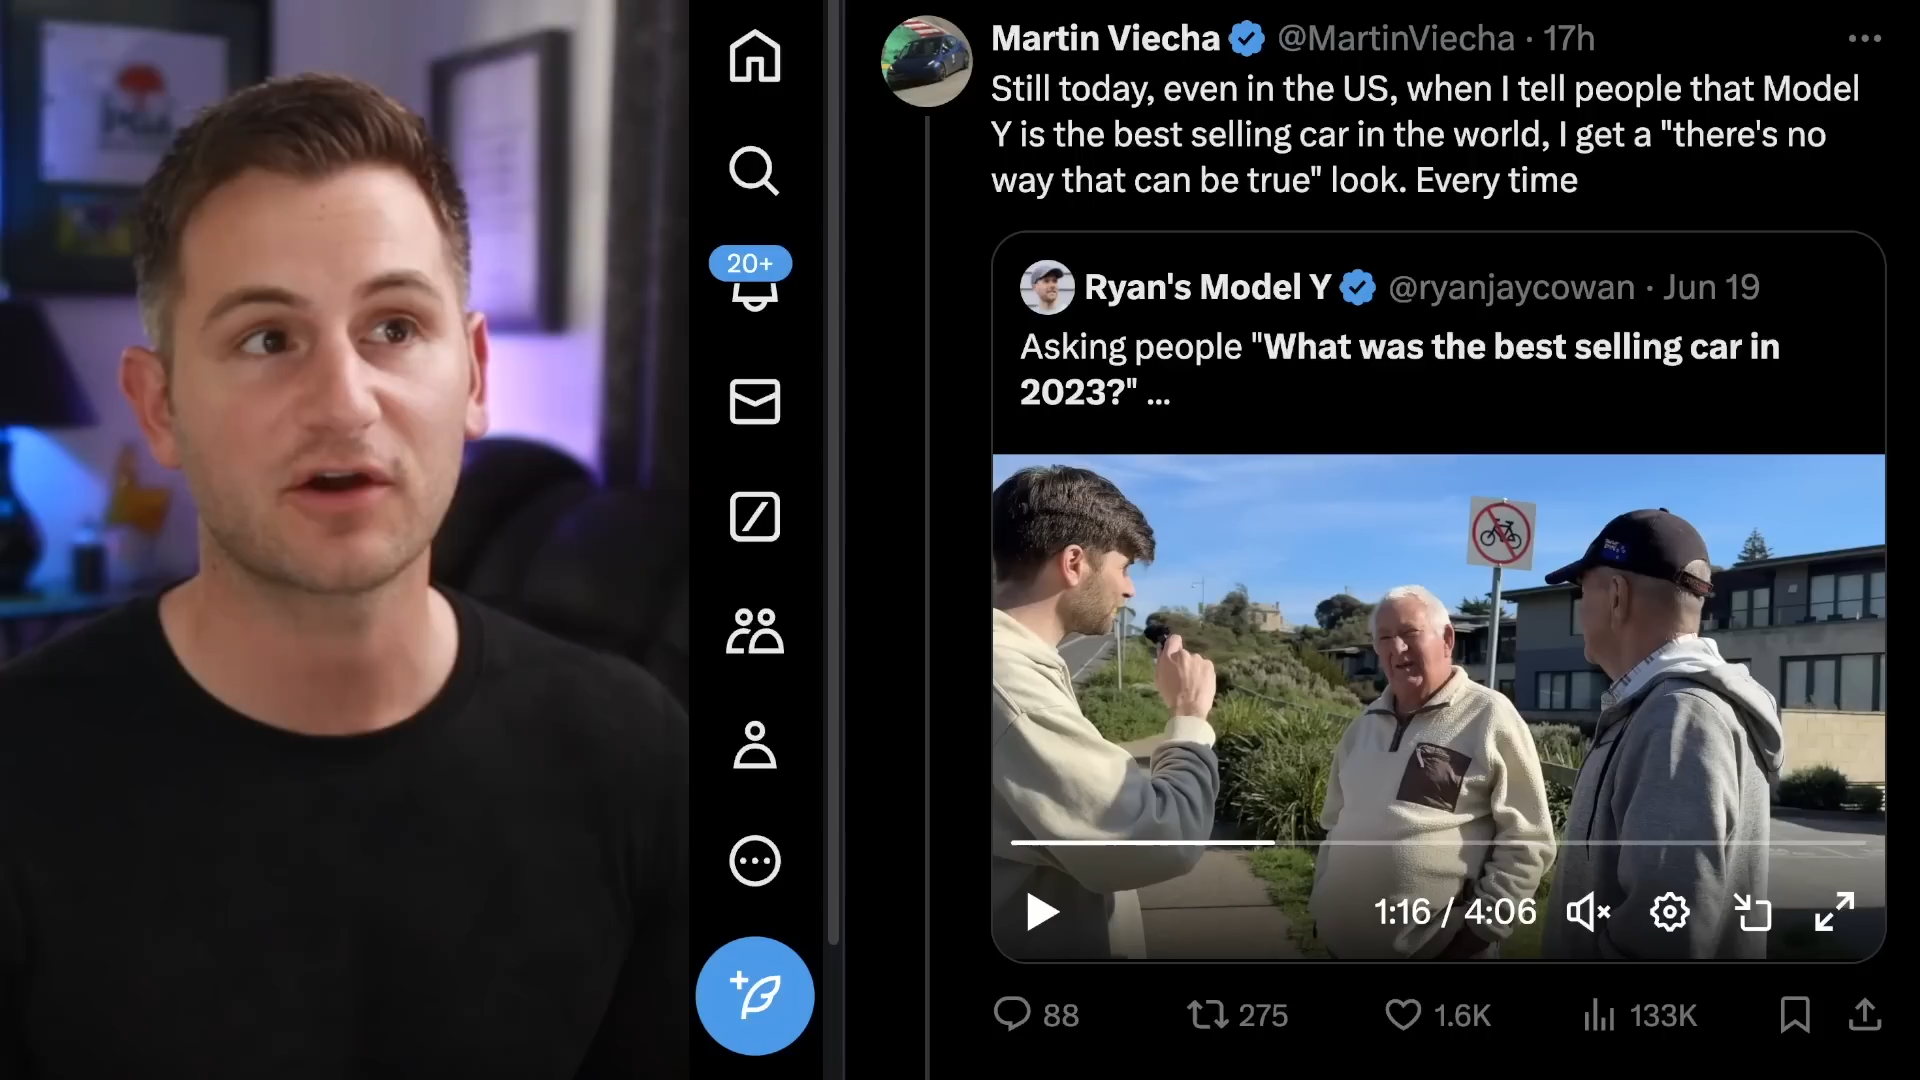 Martin Viecha @MartinViecha · 17h
Still today, even in the US, when I tell people that Model
Y is the best selling car in the world, I get a "there's no
way that can be true" look. Every time
20+
Ryan's Model Y @ryanjaycowan · Jun 19
Asking people "What was the best selling car in
2023?" ...
1:16 / 4:06
88 275 1.6K 133K